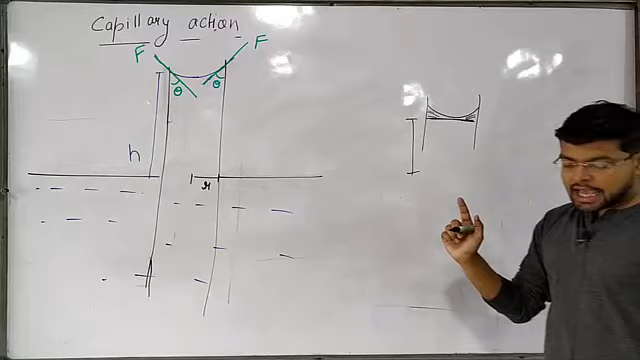 Capillary action
F F
θ θ
h
r